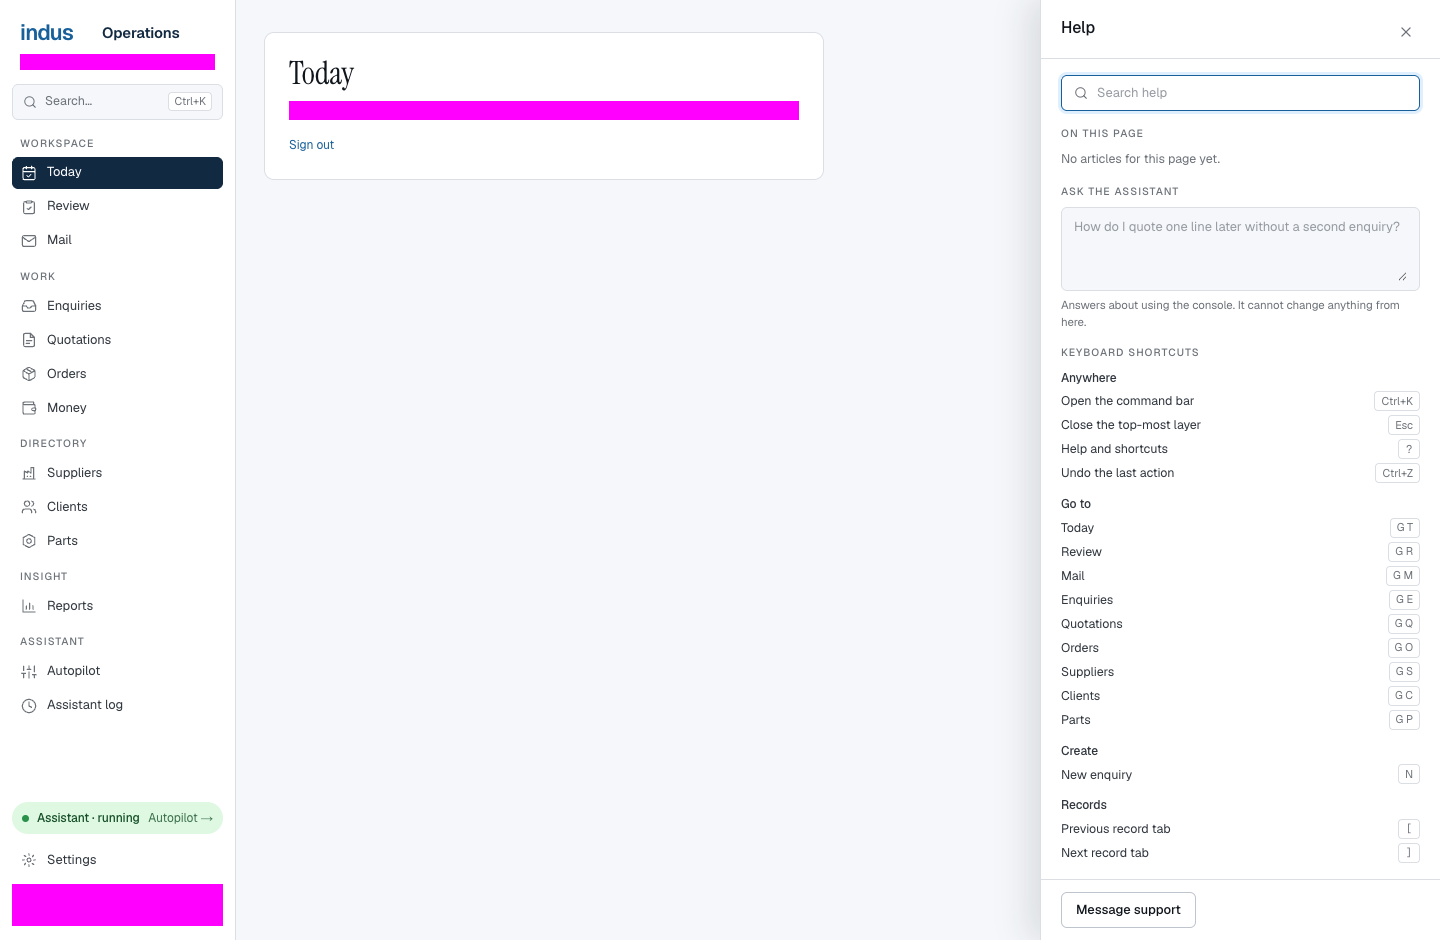 indus Operations
Search... Ctrl+K
WORKSPACE
Today
Review
Mail
WORK
Enquiries
Quotations
Orders
Money
DIRECTORY
Suppliers
Clients
Parts
INSIGHT
Reports
ASSISTANT
Autopilot
Assistant log
Assistant · running Autopilot →
Settings
Today
Sign out
Help
Search help
ON THIS PAGE
No articles for this page yet.
ASK THE ASSISTANT
How do I quote one line later without a second enquiry?
Answers about using the console. It cannot change anything from
here.
KEYBOARD SHORTCUTS
Anywhere
Open the command bar Ctrl+K
Close the top-most layer Esc
Help and shortcuts ?
Undo the last action Ctrl+Z
Go to
Today G T
Review G R
Mail G M
Enquiries G E
Quotations G Q
Orders G O
Suppliers G S
Clients G C
Parts G P
Create
New enquiry N
Records
Previous record tab [
Next record tab ]
Message support